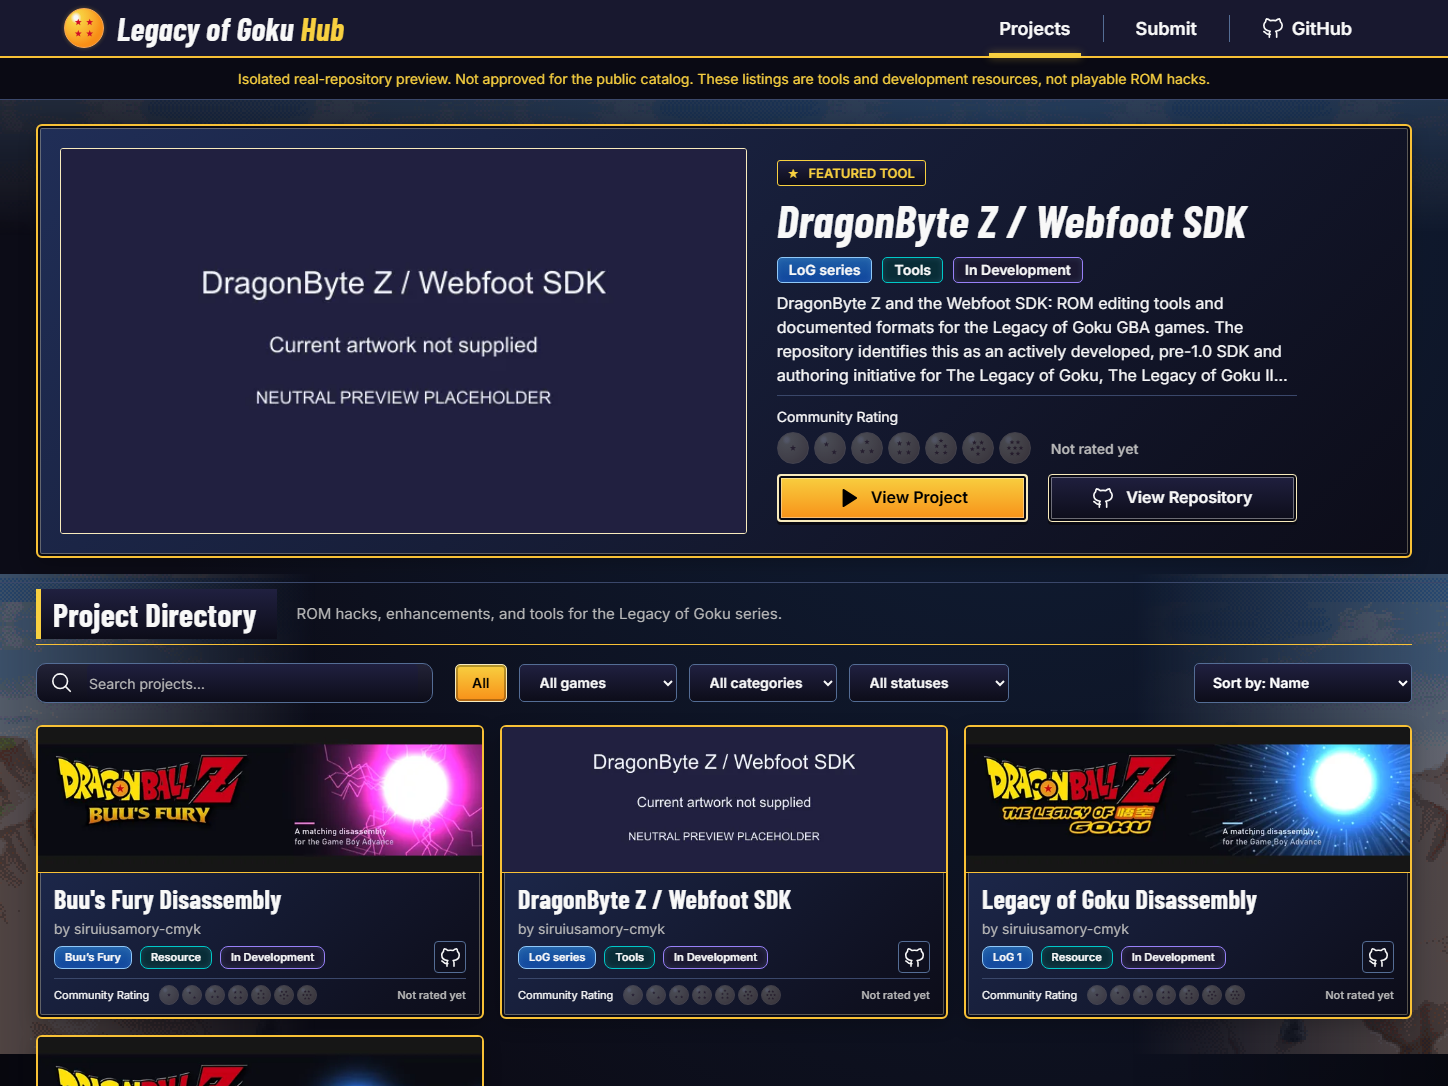 Legacy of Goku Hub
Projects
Submit
GitHub
Isolated real-repository preview. Not approved for the public catalog. These listings are tools and development resources, not playable ROM hacks.
DragonByte Z / Webfoot SDK
Current artwork not supplied
NEUTRAL PREVIEW PLACEHOLDER
FEATURED TOOL
DragonByte Z / Webfoot SDK
LoG series
Tools
In Development
DragonByte Z and the Webfoot SDK: ROM editing tools and
documented formats for the Legacy of Goku GBA games. The
repository identifies this as an actively developed, pre-1.0 SDK and
authoring initiative for The Legacy of Goku, The Legacy of Goku II...
Community Rating
Not rated yet
View Project
View Repository
Project Directory
ROM hacks, enhancements, and tools for the Legacy of Goku series.
Search projects...
All
All games
All categories
All statuses
Sort by: Name
DRAGON BALL Z
BUU'S FURY
A matching disassembly
for the Game Boy Advance
Buu's Fury Disassembly
by siruiusamory-cmyk
Buu's Fury
Resource
In Development
Community Rating
Not rated yet
DragonByte Z / Webfoot SDK
Current artwork not supplied
NEUTRAL PREVIEW PLACEHOLDER
DragonByte Z / Webfoot SDK
by siruiusamory-cmyk
LoG series
Tools
In Development
Community Rating
Not rated yet
DRAGON BALL Z
THE LEGACY OF 悟空
GOKU
A matching disassembly
for the Game Boy Advance
Legacy of Goku Disassembly
by siruiusamory-cmyk
LoG 1
Resource
In Development
Community Rating
Not rated yet